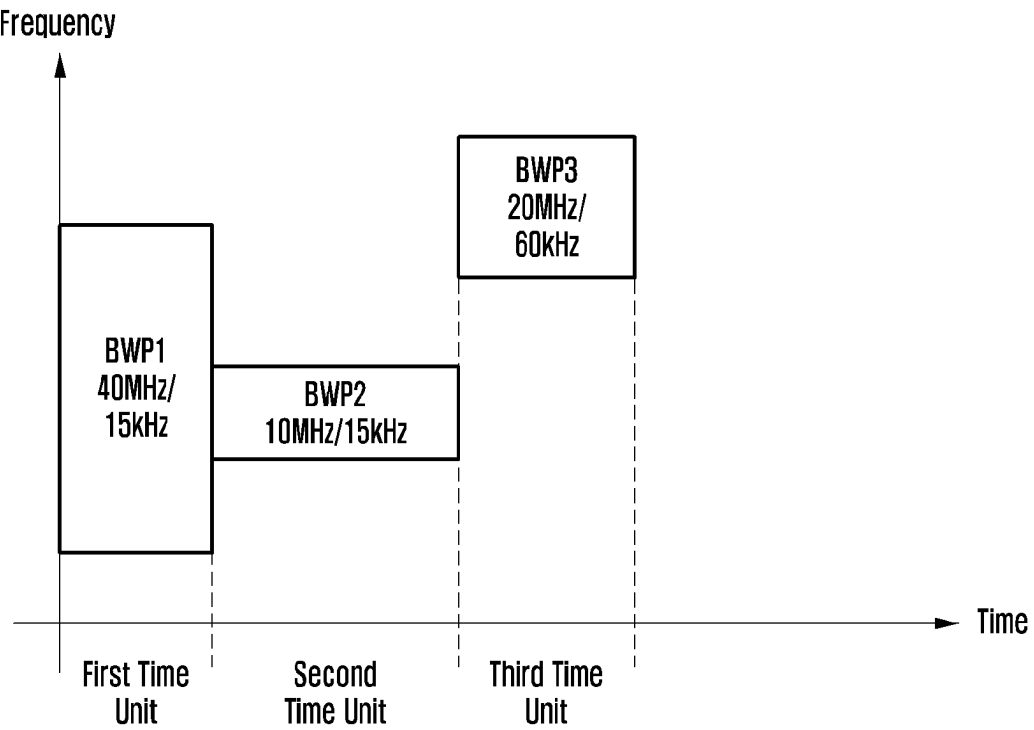 Frequency
BWP3
20MHz/
60kHz
BWP1
40MHz/
15kHz
BWP2
10MHz/15kHz
Time
First Time
Unit
Second
Time Unit
Third Time
Unit